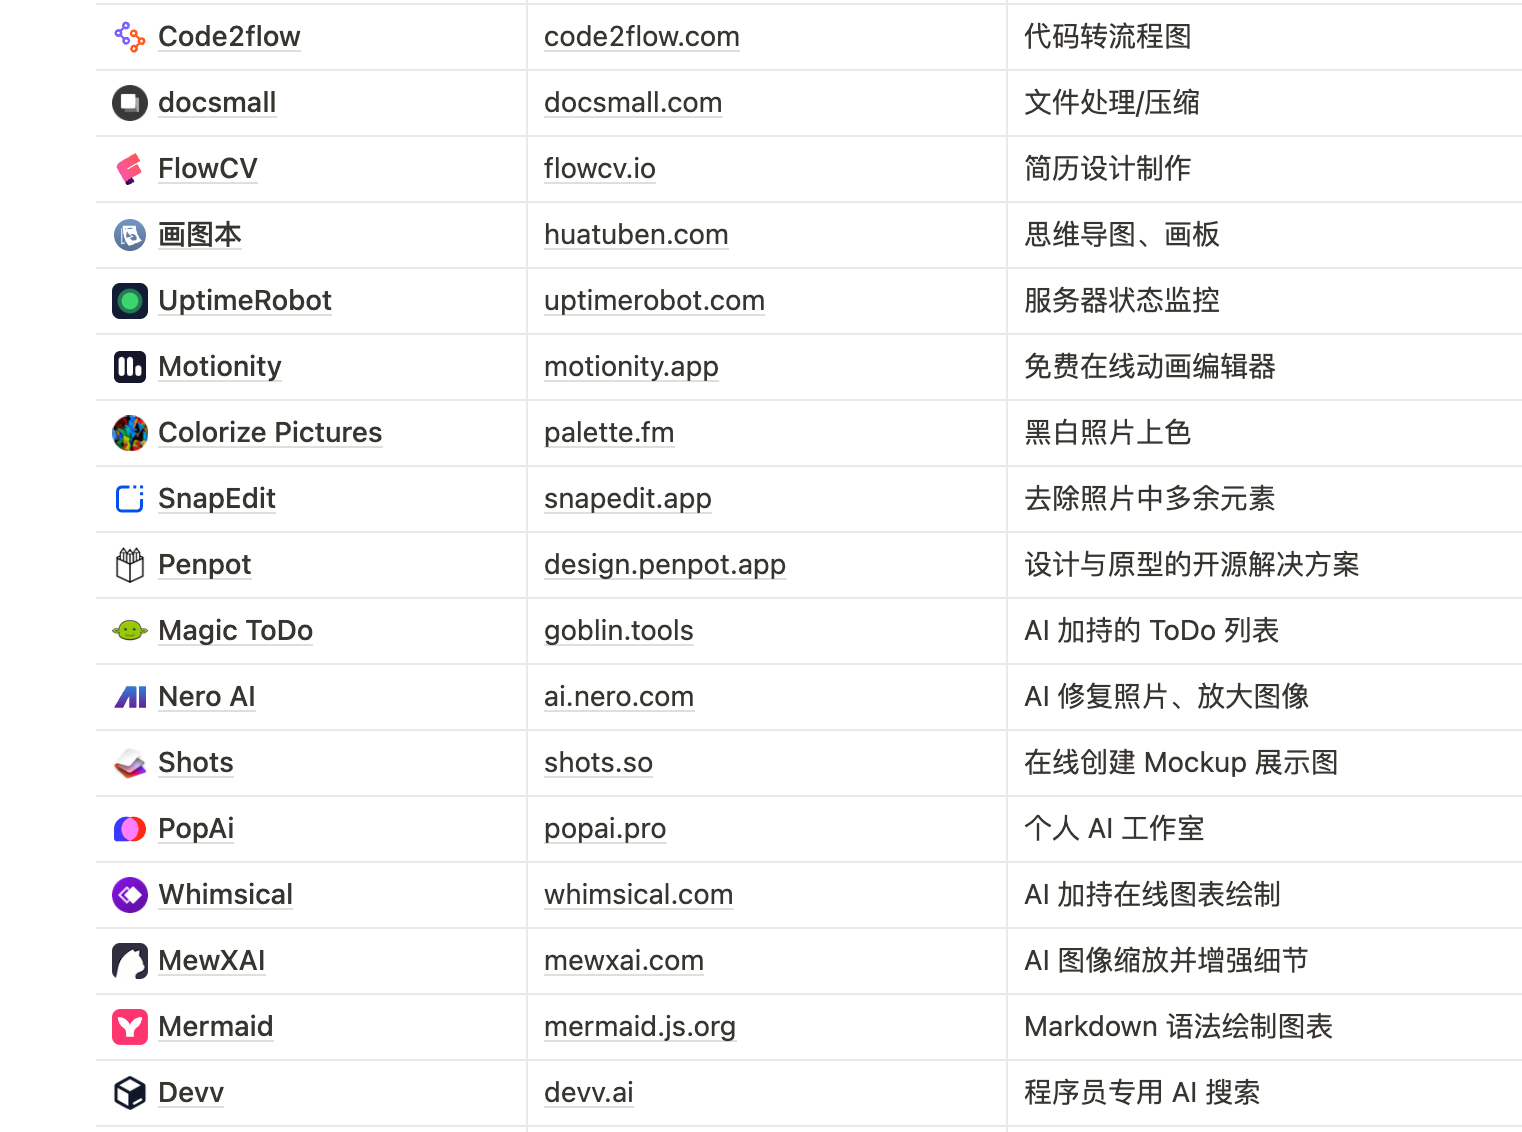 Code2flow code2flow.com 代码转流程图
docsmall docsmall.com 文件处理/压缩
FlowCV flowcv.io 简历设计制作
画图本 huatuben.com 思维导图、画板
UptimeRobot uptimerobot.com 服务器状态监控
Motionity motionity.app 免费在线动画编辑器
Colorize Pictures palette.fm 黑白照片上色
SnapEdit snapedit.app 去除照片中多余元素
Penpot design.penpot.app 设计与原型的开源解决方案
Magic ToDo goblin.tools AI 加持的 ToDo 列表
Nero AI ai.nero.com AI 修复照片、放大图像
Shots shots.so 在线创建 Mockup 展示图
PopAi popai.pro 个人 AI 工作室
Whimsical whimsical.com AI 加持在线图表绘制
MewXAI mewxai.com AI 图像缩放并增强细节
Mermaid mermaid.js.org Markdown 语法绘制图表
Devv devv.ai 程序员专用 AI 搜索